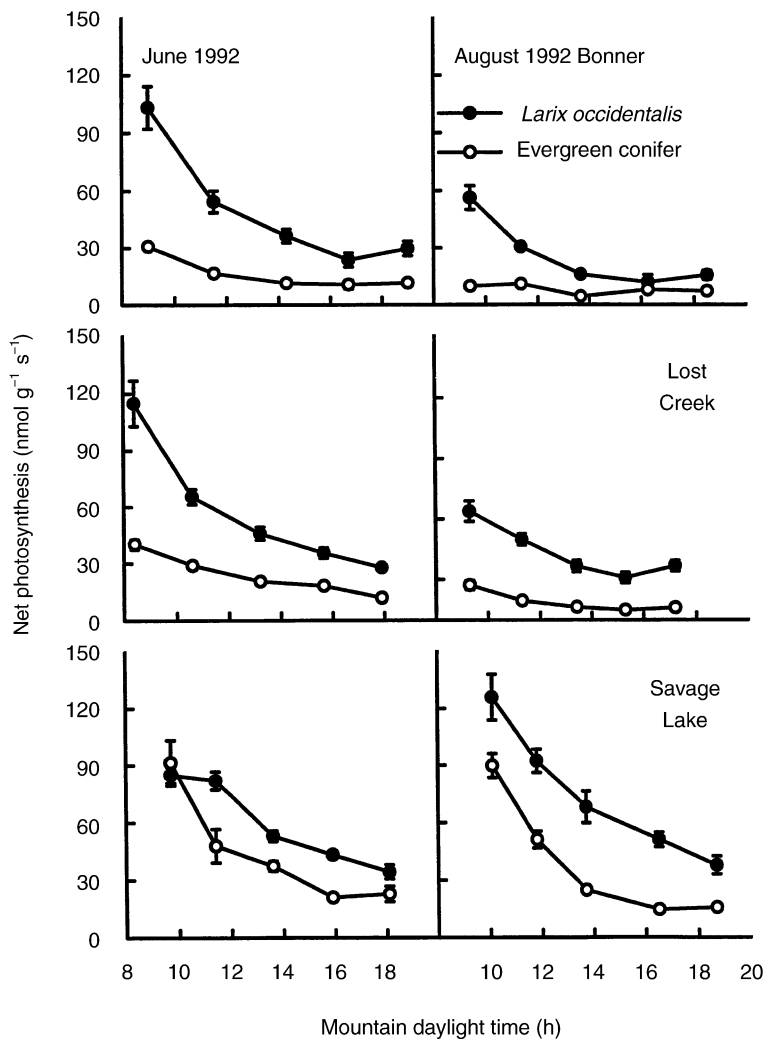 150
120
90
60
30
0
June 1992
August 1992 Bonner
Larix occidentalis
Evergreen conifer
150
120
90
60
30
0
Lost
Creek
150
120
90
60
30
0
Savage
Lake
8 10 12 14 16 18 10 12 14 16 18 20
Net photosynthesis (nmol g⁻¹ s⁻¹)
Mountain daylight time (h)